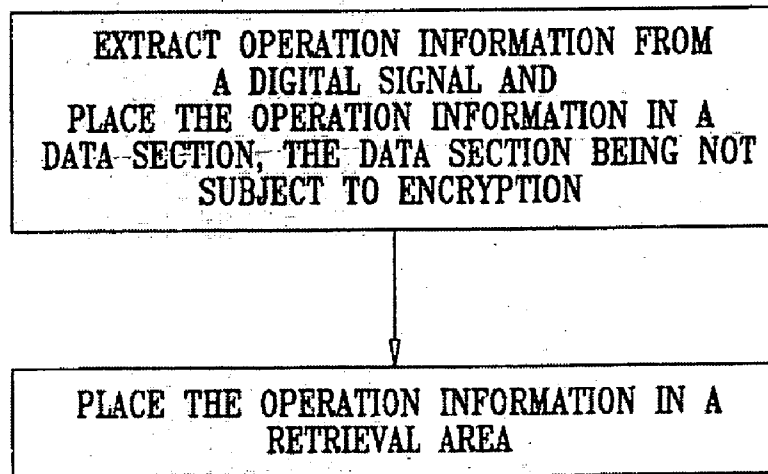 EXTRACT OPERATION INFORMATION FROM
A DIGITAL SIGNAL AND
PLACE THE OPERATION INFORMATION IN A
DATA SECTION, THE DATA SECTION BEING NOT
SUBJECT TO ENCRYPTION
PLACE THE OPERATION INFORMATION IN A
RETRIEVAL AREA